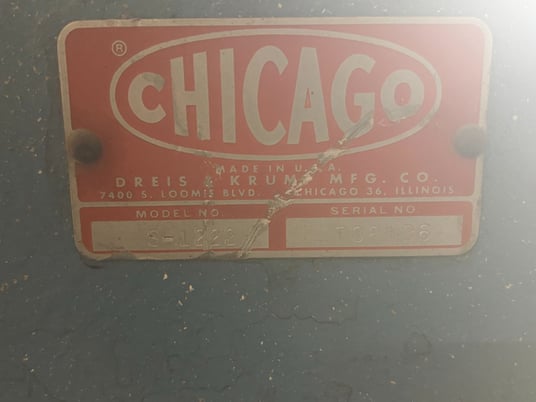 ®
CHICAGO
MADE IN U.S.A.
DREIS & KRUMP MFG. CO.
7400 S. LOOMIS BLVD. CHICAGO 36, ILLINOIS
MODEL NO. SERIAL NO